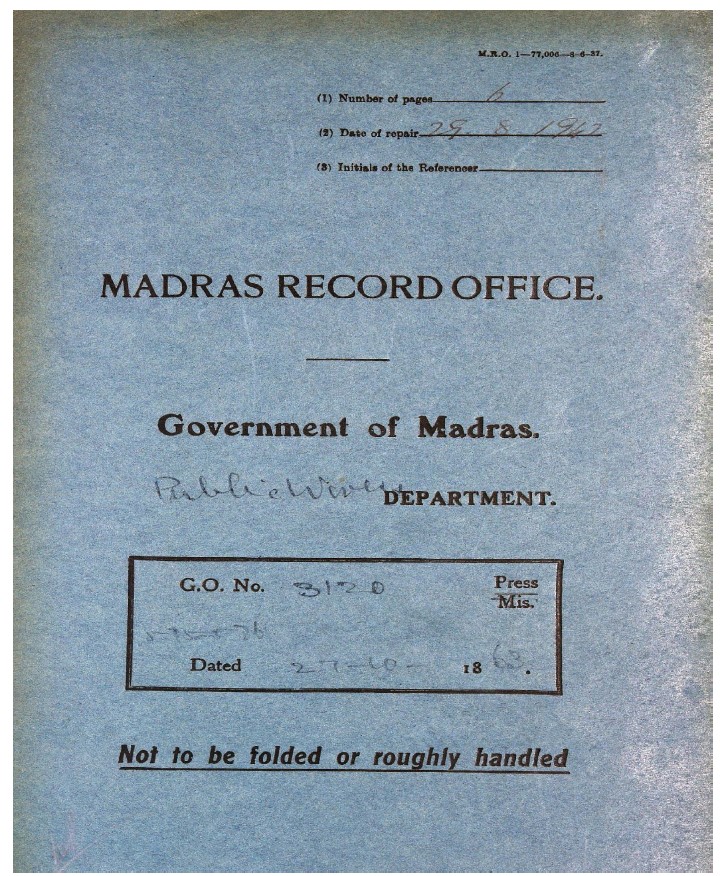 M.R.O. 1—77,006—8-6-37.
(1) Number of pages 6
(2) Date of repair 29. 8. 1962
(3) Initials of the Referencer
MADRAS RECORD OFFICE.
Government of Madras.
Public Works DEPARTMENT.
G.O. No. 3120 Press
Mis.
Dated 27-10- 1863.
Not to be folded or roughly handled